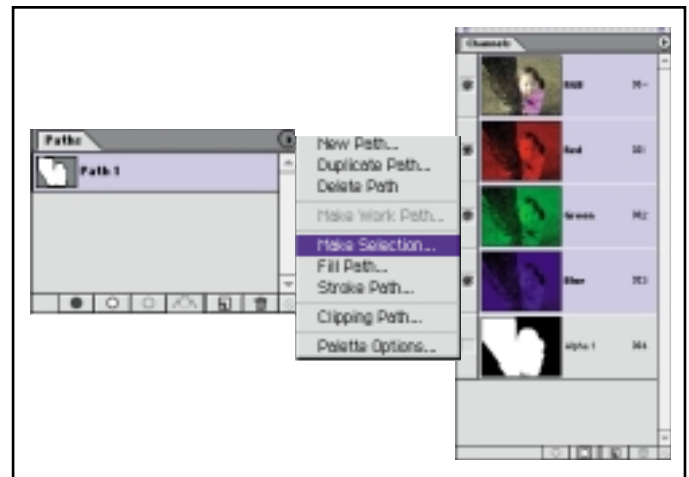 Paths
Path 1
New Path...
Duplicate Path...
Delete Path
Make Work Path...
Make Selection...
Fill Path...
Stroke Path...
Clipping Path...
Palette Options...
Channels
RGB
Red
Green
Blue
Alpha 1